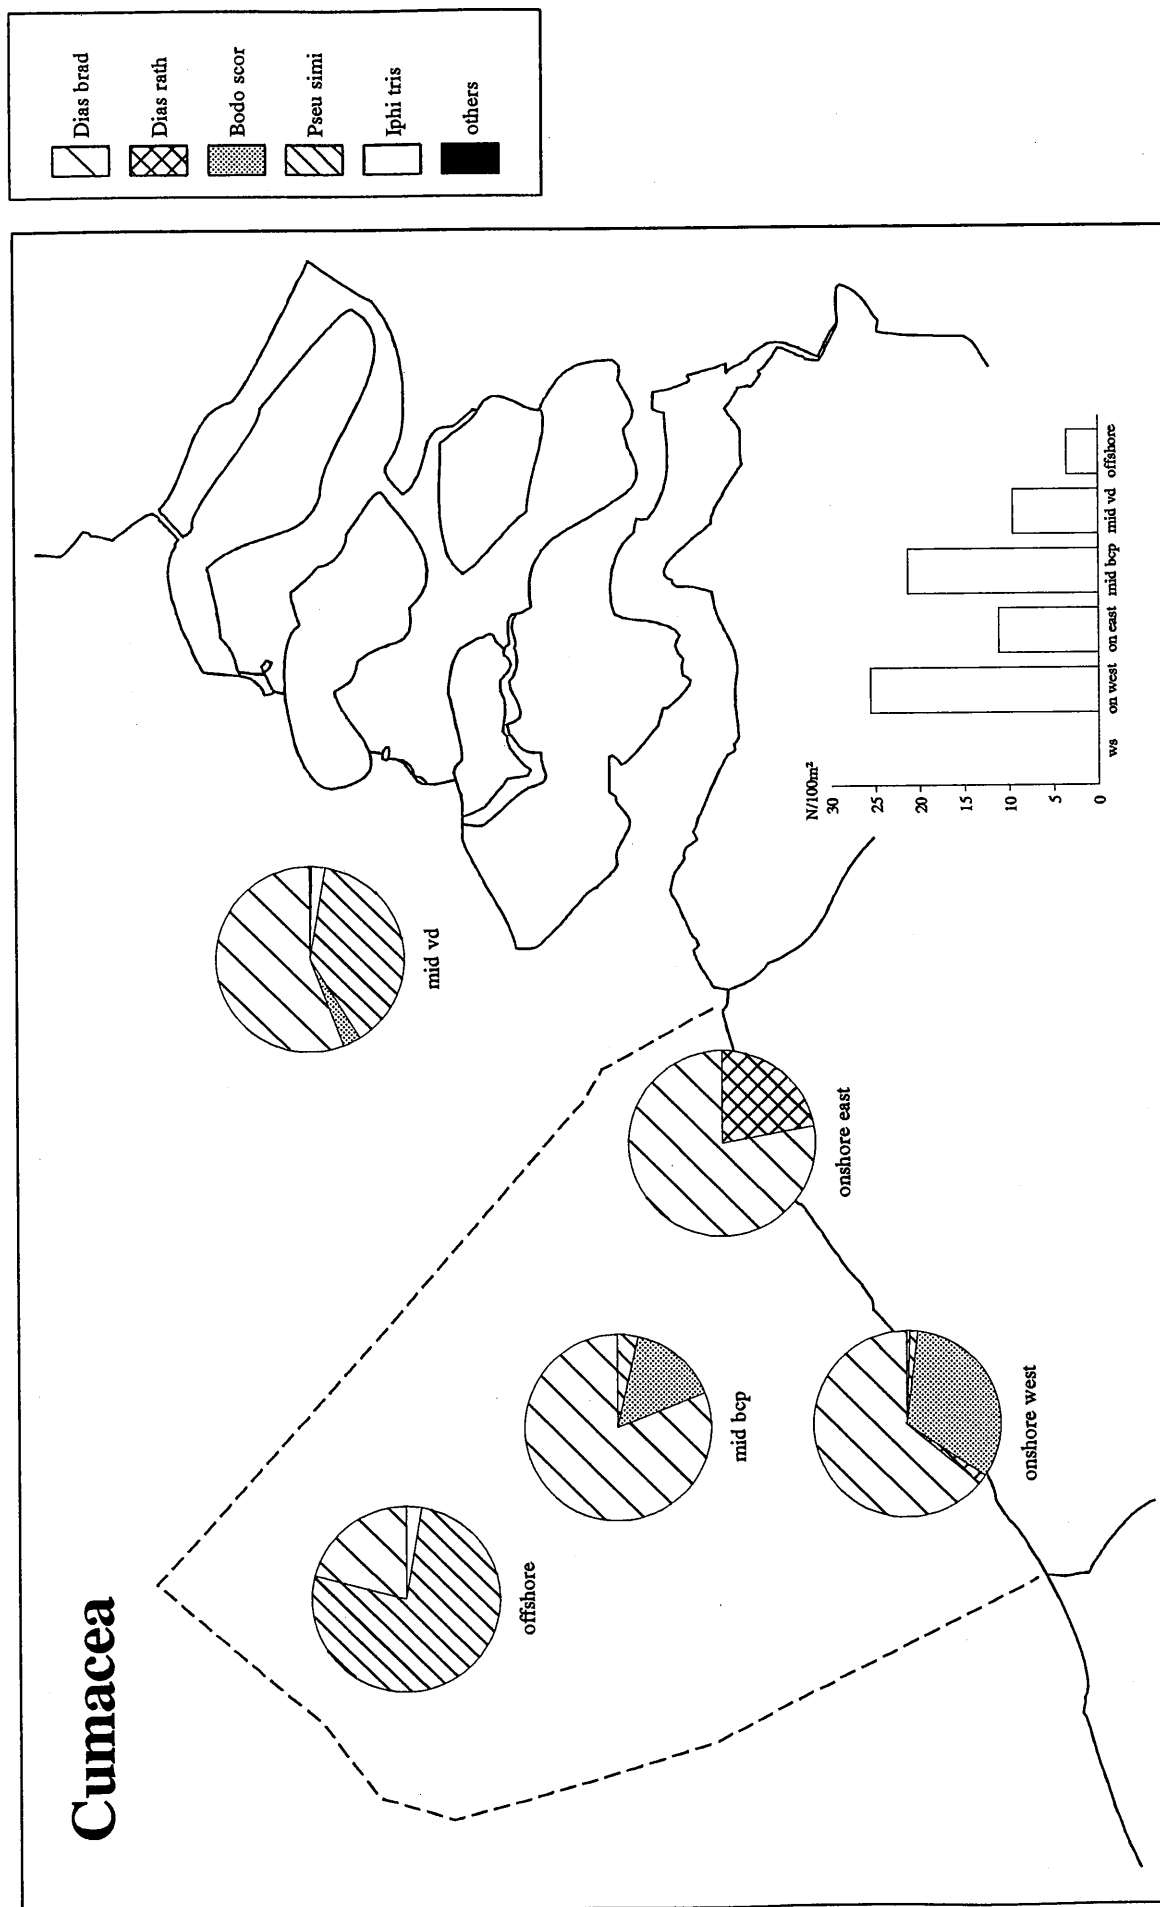 Cumacea
mid vd
offshore
mid bcp
onshore east
onshore west
N/100m²
30
25
20
15
10
5
0
ws on west on east mid bcp mid vd offshore
Dias brad
Dias rath
Bodo scor
Pseu simi
Iphi tris
others